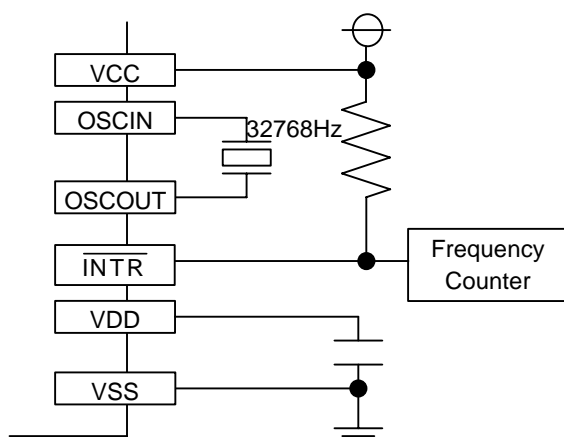 VCC
OSCIN
32768Hz
OSCOUT
INTR
Frequency
Counter
VDD
VSS